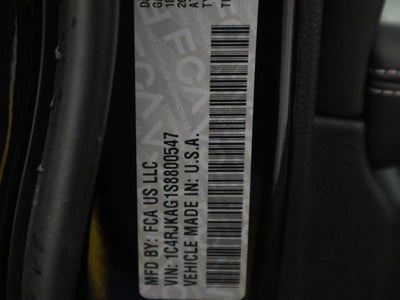 MFD BY: FCA US LLC
VIN: 1C4RJKAG1S8800547
VEHICLE MADE IN: U.S.A.